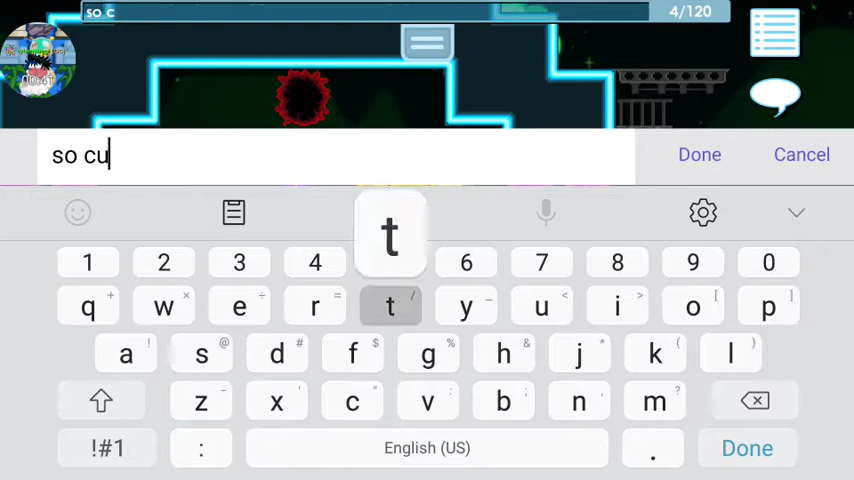 so c
4/120
00:41
so cu
Done
Cancel
t
1 2 3 4 6 7 8 9 0
q + w × e ÷ r = t / y _ u < i > o [ p ]
a ! s @ d # f $ g % h & j * k ( l )
z - x ' c " v : b ; n , m ?
!#1 : English (US) . Done